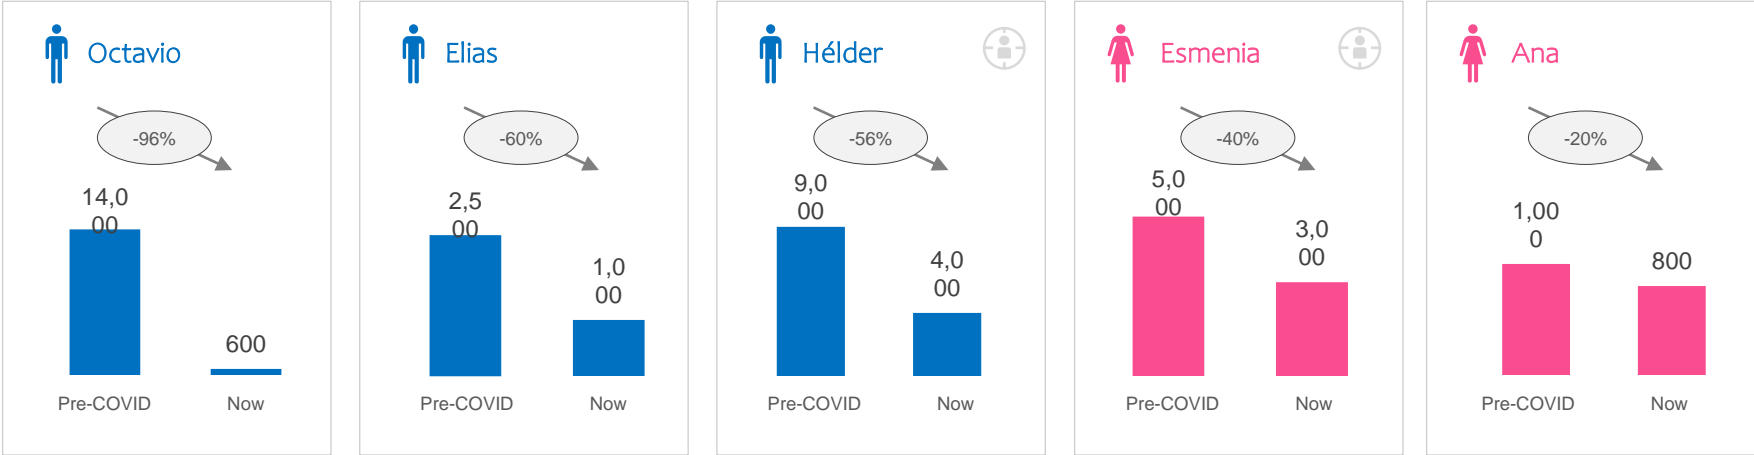 Octavio
-96%
14,0
00
600
Pre-COVID
Now
Elias
-60%
2,5
00
1,0
00
Pre-COVID
Now
Hélder
-56%
9,0
00
4,0
00
Pre-COVID
Now
Esmenia
-40%
5,0
00
3,0
00
Pre-COVID
Now
Ana
-20%
1,00
0
800
Pre-COVID
Now